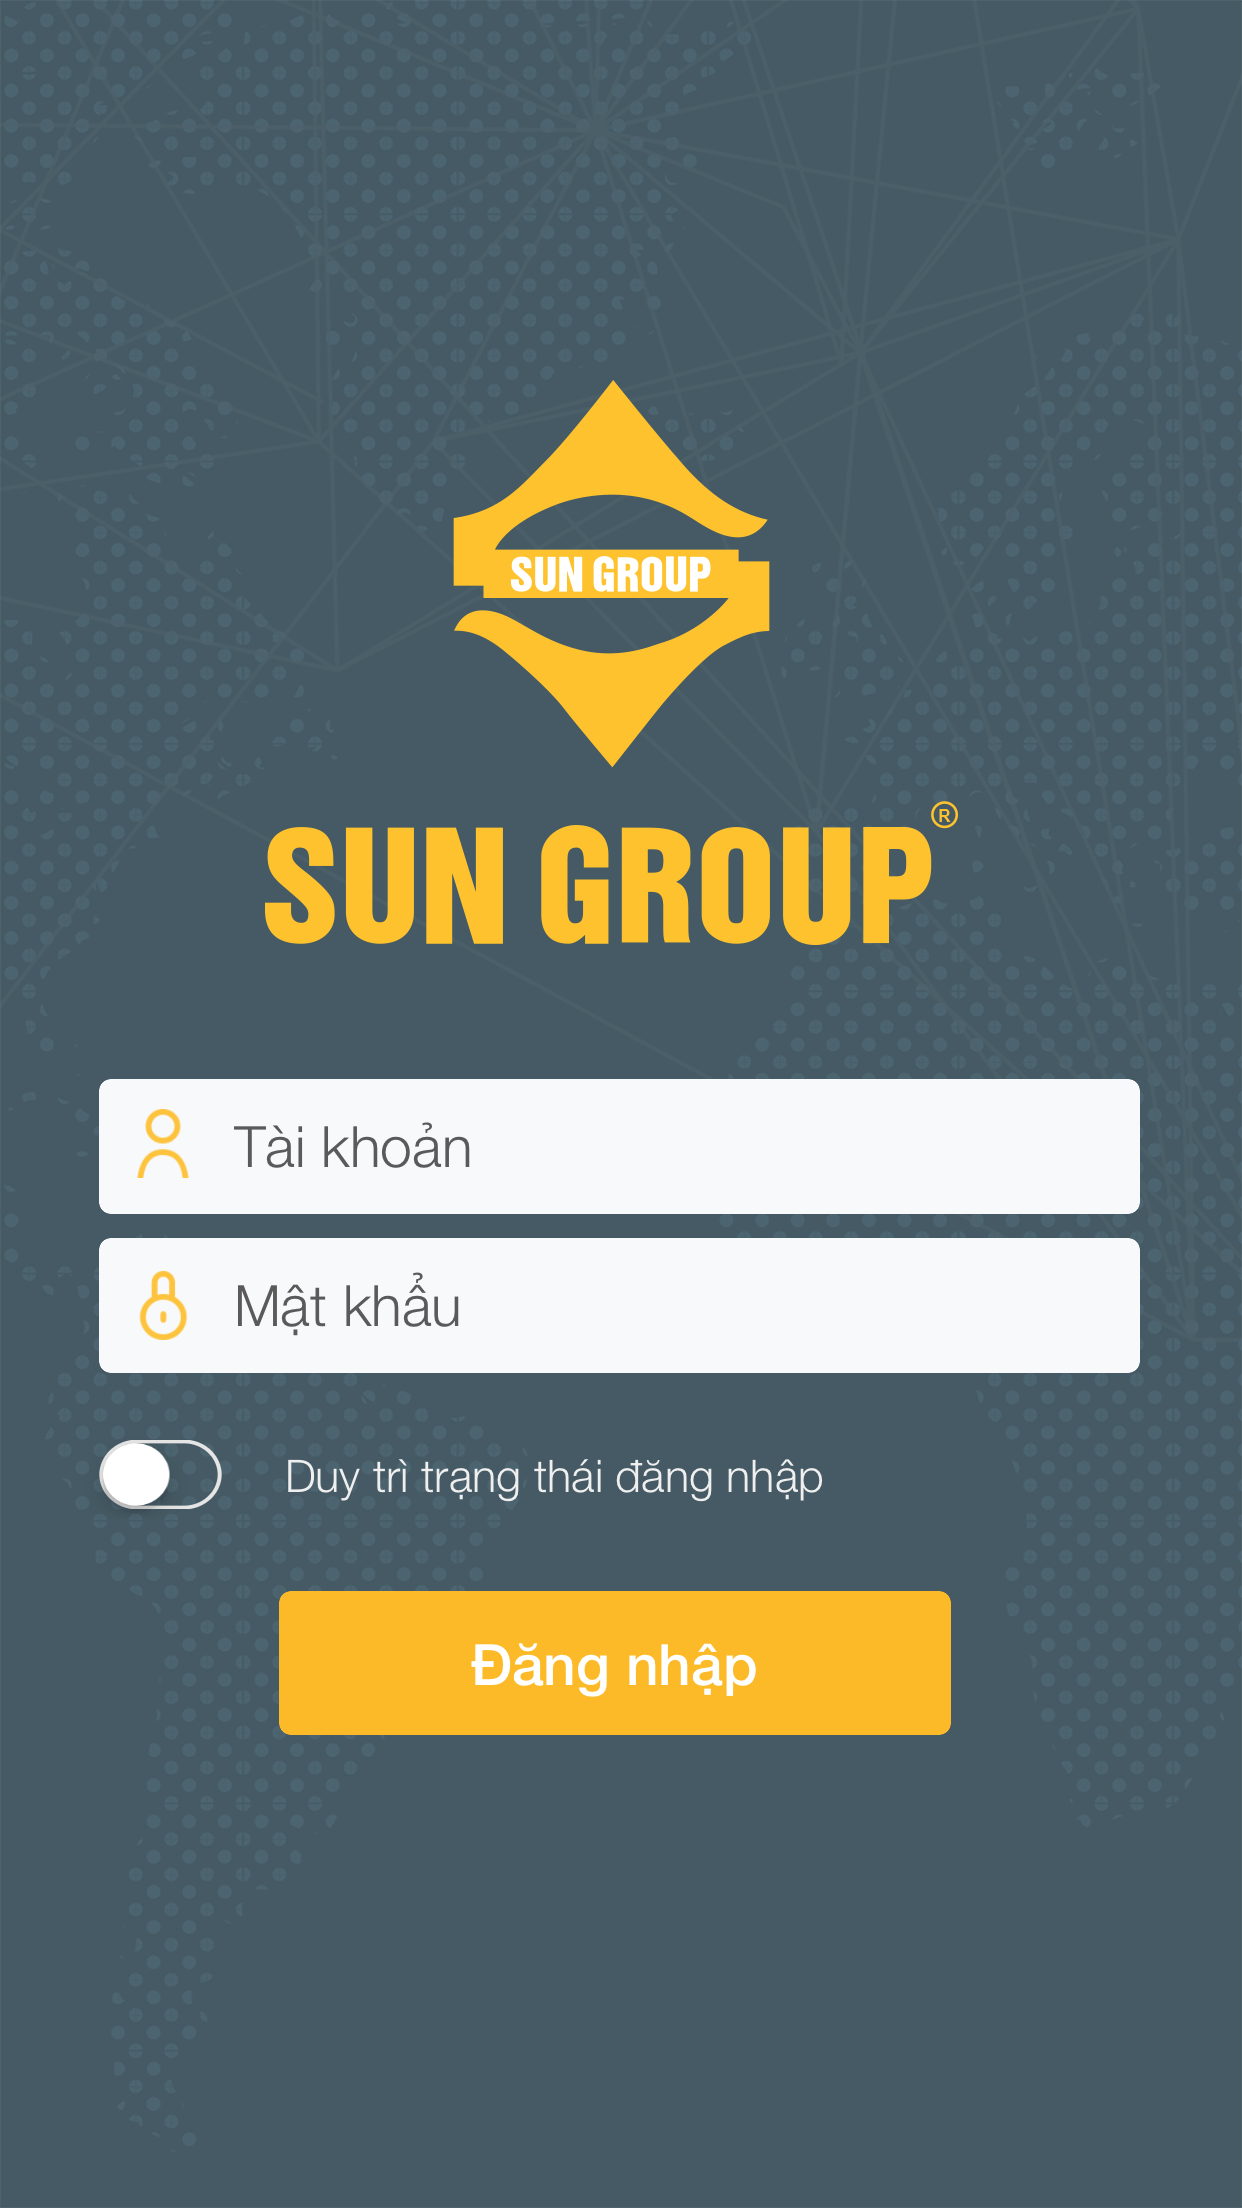 SUN GROUP
SUN GROUP®
Tài khoản
Mật khẩu
Duy trì trạng thái đăng nhập
Đăng nhập